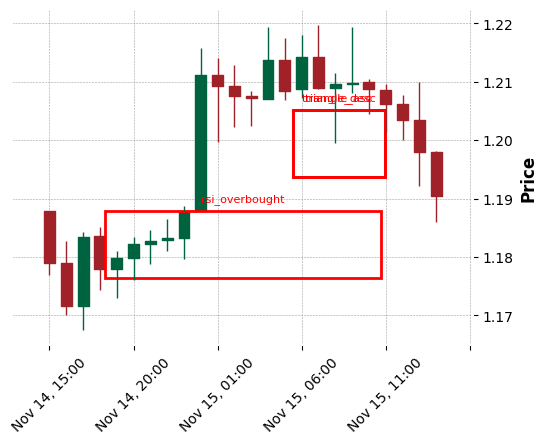 1.22
1.21
1.20
1.19
1.18
1.17
Price
rsi_overbought
Nov 14, 15:00
Nov 14, 20:00
Nov 15, 01:00
Nov 15, 06:00
Nov 15, 11:00